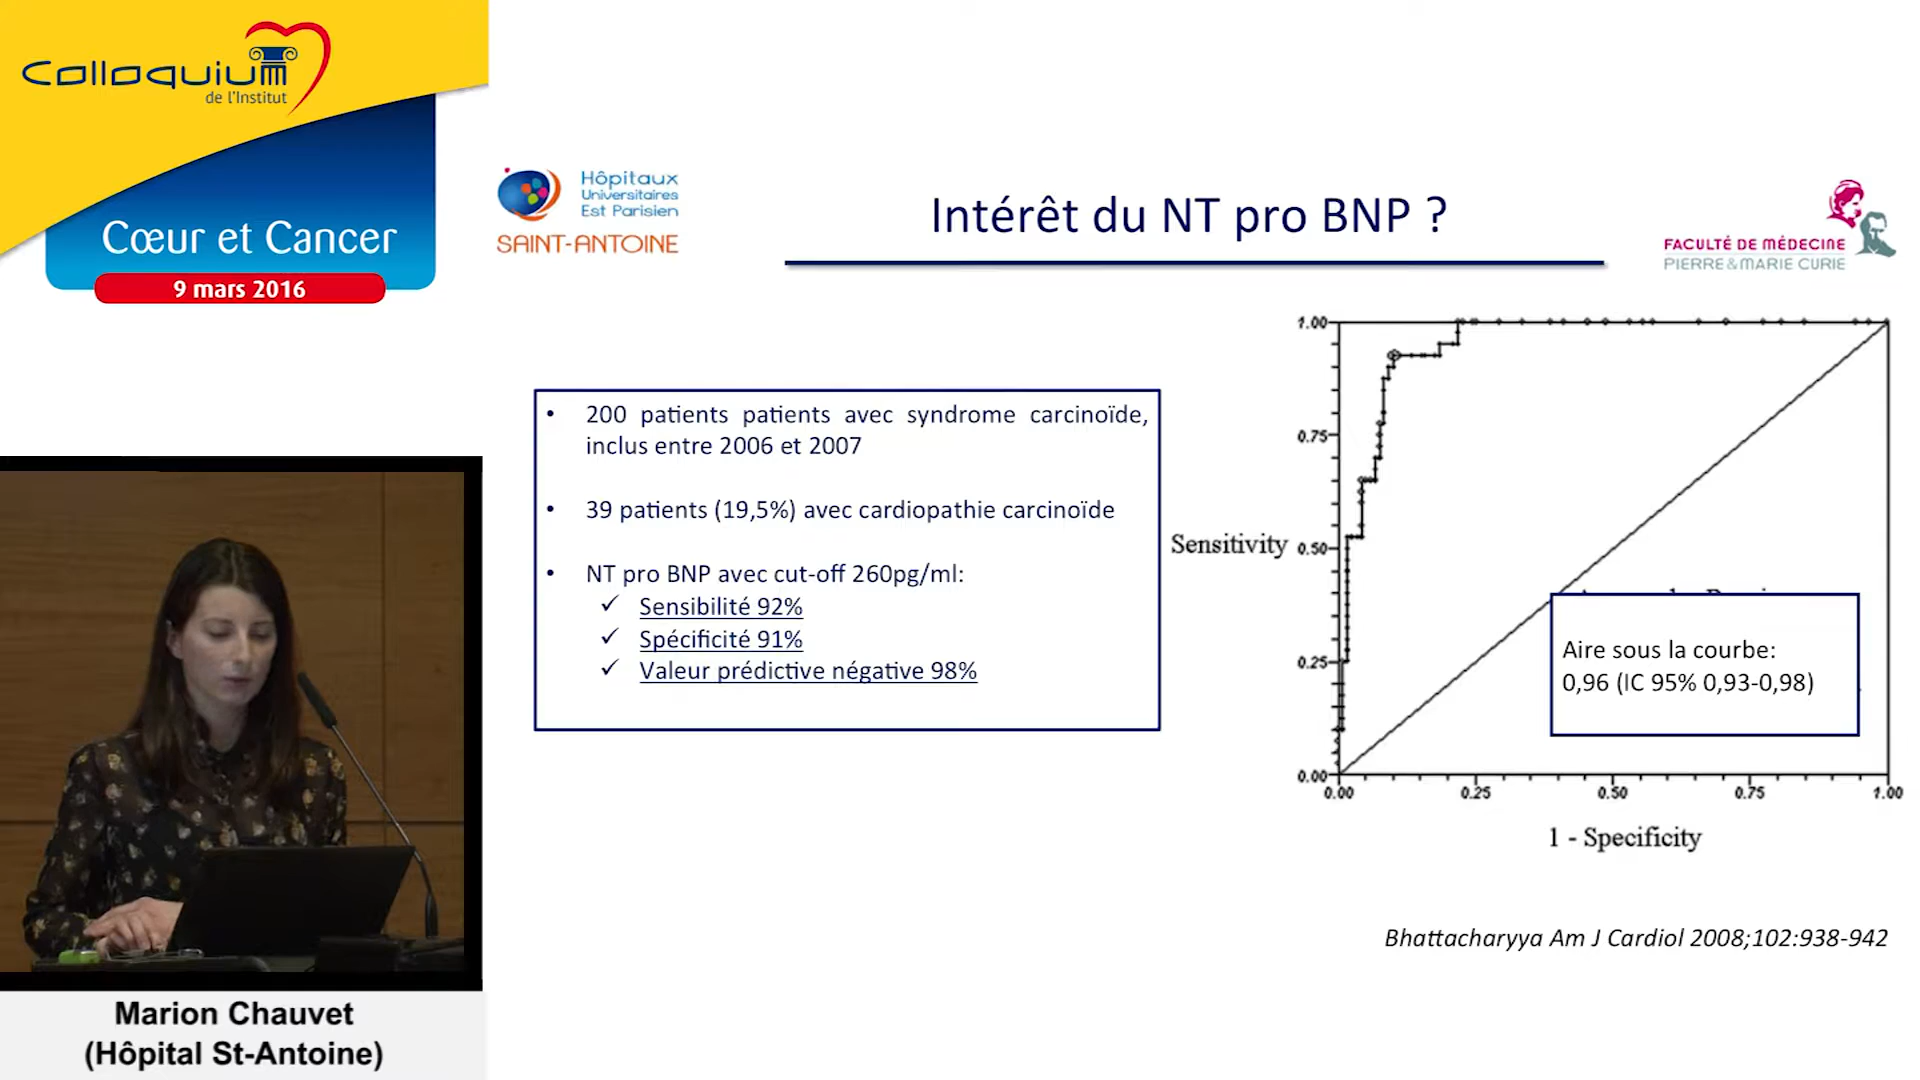 Colloquium
de l'Institut
Cœur et Cancer
9 mars 2016
Hôpitaux
Universitaires
Est Parisien
SAINT-ANTOINE
Intérêt du NT pro BNP ?
FACULTÉ DE MÉDECINE
PIERRE & MARIE CURIE
• 200 patients patients avec syndrome carcinoïde,
inclus entre 2006 et 2007
• 39 patients (19,5%) avec cardiopathie carcinoïde
• NT pro BNP avec cut-off 260pg/ml:
✓ Sensibilité 92%
✓ Spécificité 91%
✓ Valeur prédictive négative 98%
1.00
0.75
Sensitivity 0.50
0.25
0.00
Aire sous la courbe:
0,96 (IC 95% 0,93-0,98)
0.00 0.25 0.50 0.75 1.00
1 - Specificity
Bhattacharyya Am J Cardiol 2008;102:938-942
Marion Chauvet
(Hôpital St-Antoine)